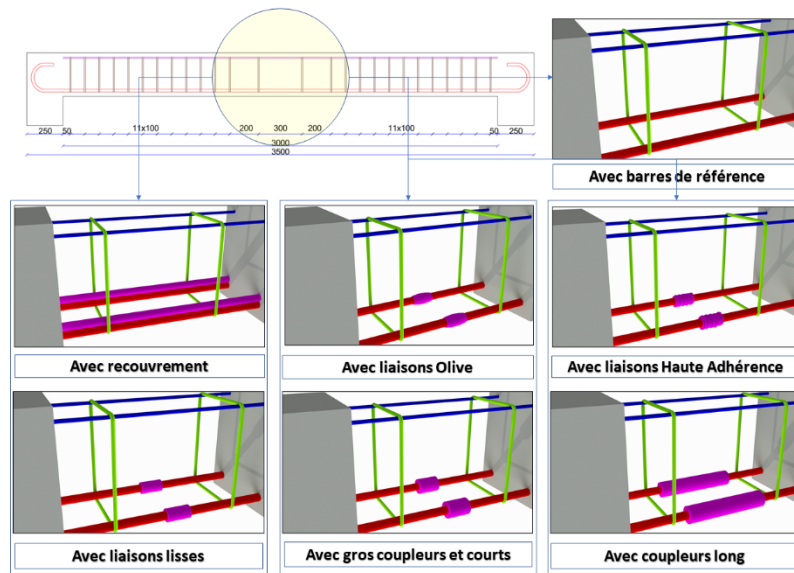 250 50 11x100 200 300 200 11x100 50 250
3000
3500
Avec barres de référence
Avec recouvrement
Avec liaisons Olive
Avec liaisons Haute Adhérence
Avec liaisons lisses
Avec gros coupleurs et courts
Avec coupleurs long